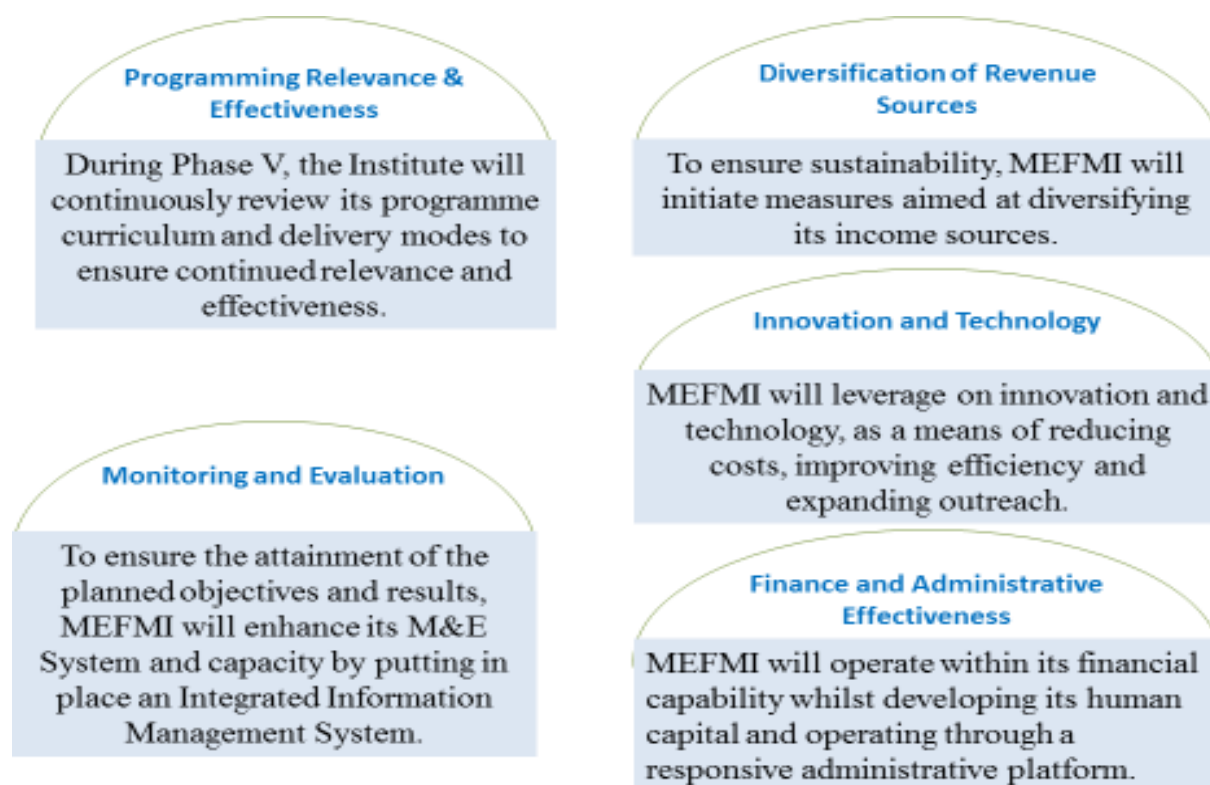 Programming Relevance &
Effectiveness
During Phase V, the Institute will
continuously review its programme
curriculum and delivery modes to
ensure continued relevance and
effectiveness.
Monitoring and Evaluation
To ensure the attainment of the
planned objectives and results,
MEFMI will enhance its M&E
System and capacity by putting in
place an Integrated Information
Management System.
Diversification of Revenue
Sources
To ensure sustainability, MEFMI will
initiate measures aimed at diversifying
its income sources.
Innovation and Technology
MEFMI will leverage on innovation and
technology, as a means of reducing
costs, improving efficiency and
expanding outreach.
Finance and Administrative
Effectiveness
MEFMI will operate within its financial
capability whilst developing its human
capital and operating through a
responsive administrative platform.